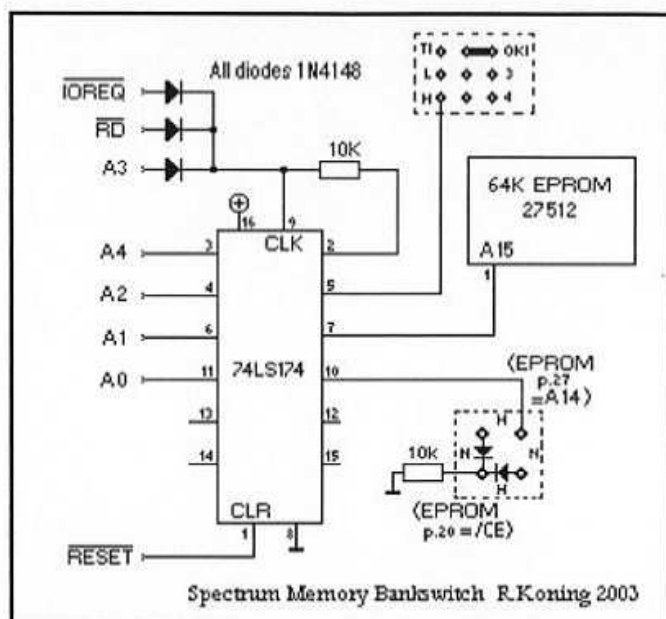 TI OKI
All diodes 1N4148
L 3
IOREQ
H 4
RD
10K
A3
64K EPROM
27512
16 9
CLK
A15
A4 3 2
1
A2 4 5
A1 6 7
74LS174
A0 11 10
(EPROM
p.27
=A14)
13 12
H
10k N N
14 15
H
CLR
(EPROM
p.20 =/CE)
1 8
RESET
Spectrum Memory Bankswitch R.Koning 2003